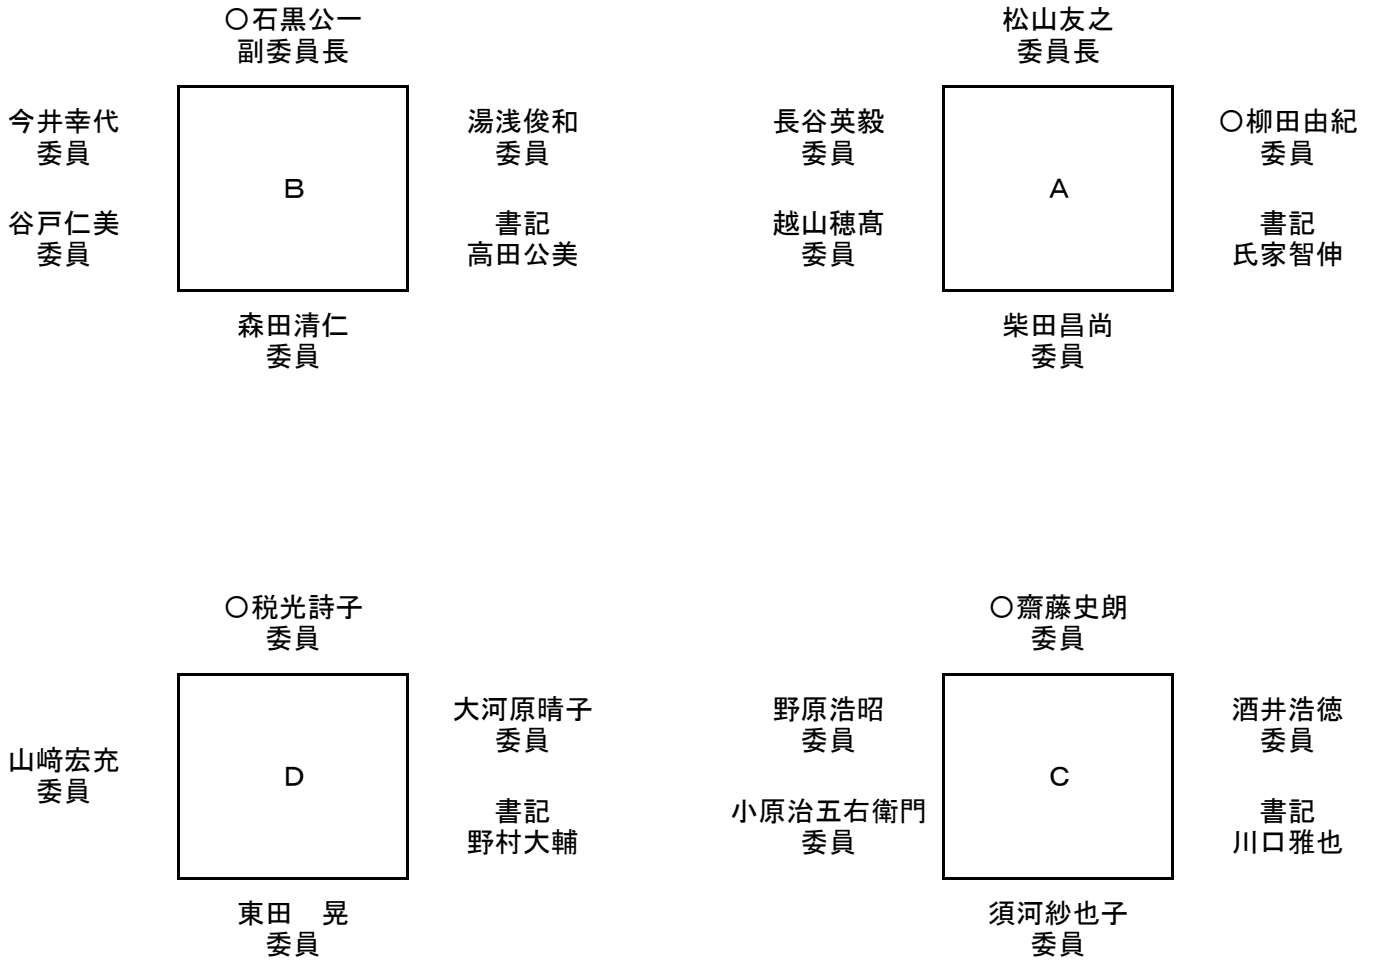 〇石黒公一
副委員長
今井幸代
委員
谷戸仁美
委員
B
湯浅俊和
委員
書記
高田公美
森田清仁
委員
松山友之
委員長
長谷英毅
委員
越山穂髙
委員
A
〇柳田由紀
委員
書記
氏家智伸
柴田昌尚
委員
〇税光詩子
委員
山﨑宏充
委員
D
大河原晴子
委員
書記
野村大輔
東田　晃
委員
〇齋藤史朗
委員
野原浩昭
委員
小原治五右衛門
委員
C
酒井浩徳
委員
書記
川口雅也
須河紗也子
委員